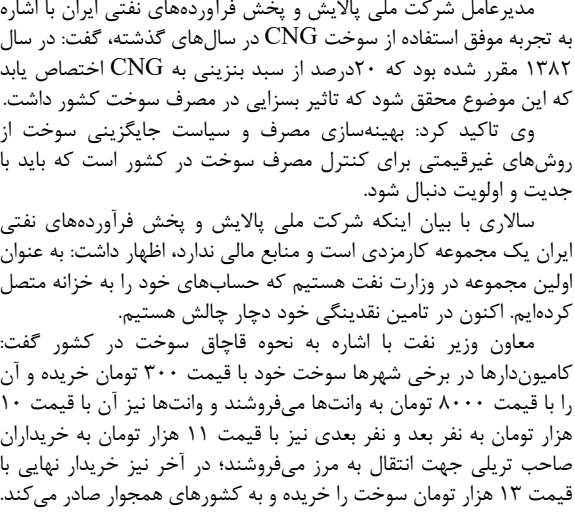 مدیرعامل شرکت ملی پالایش و پخش فرآورده‌های نفتی ایران با اشاره
به تجربه موفق استفاده از سوخت CNG در سال‌های گذشته، گفت: در سال
۱۳۸۲ مقرر شده بود که ۲۰درصد از سبد بنزینی به CNG اختصاص یابد
که این موضوع محقق شود که تاثیر بسزایی در مصرف سوخت کشور داشت.
وی تاکید کرد: بهینه‌سازی مصرف و سیاست جایگزینی سوخت از
روش‌های غیرقیمتی برای کنترل مصرف سوخت در کشور است که باید با
جدیت و اولویت دنبال شود.
سالاری با بیان اینکه شرکت ملی پالایش و پخش فرآورده‌های نفتی
ایران یک مجموعه کارمزدی است و منابع مالی ندارد، اظهار داشت: به عنوان
اولین مجموعه در وزارت نفت هستیم که حساب‌های خود را به خزانه متصل
کرده‌ایم. اکنون در تامین نقدینگی خود دچار چالش هستیم.
معاون وزیر نفت با اشاره به نحوه قاچاق سوخت در کشور گفت:
کامیون‌دارها در برخی شهرها سوخت خود با قیمت ۳۰۰ تومان خریده و آن
را با قیمت ۸۰۰۰ تومان به وانت‌ها می‌فروشند و وانت‌ها نیز آن با قیمت ۱۰
هزار تومان به نفر بعد و نفر بعدی نیز با قیمت ۱۱ هزار تومان به خریداران
صاحب تریلی جهت انتقال به مرز می‌فروشند؛ در آخر نیز خریدار نهایی با
قیمت ۱۳ هزار تومان سوخت را خریده و به کشورهای همجوار صادر می‌کند.